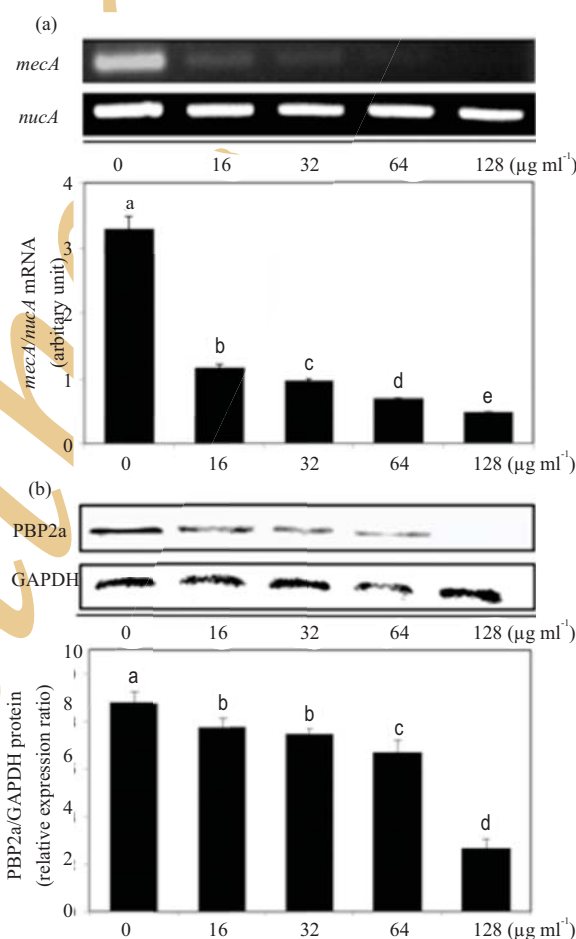 (a)
mecA
nucA
0 16 32 64 128 (µg ml-1)
4
3
2
1
0
mecA/nucA mRNA
(arbitary unit)
a
b
c
d
e
0 16 32 64 128 (µg ml-1)
(b)
PBP2a
GAPDH
0 16 32 64 128 (µg ml-1)
10
8
6
4
2
0
PBP2a/GAPDH protein
(relative expression ratio)
a
b
b
c
d
0 16 32 64 128 (µg ml-1)